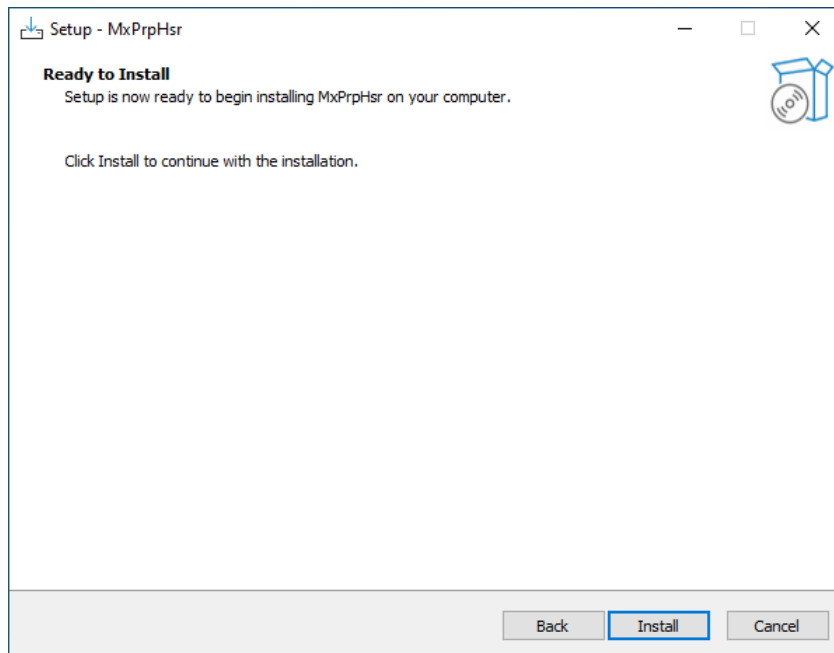 Setup - MxPrpHsr
Ready to Install
Setup is now ready to begin installing MxPrpHsr on your computer.
Click Install to continue with the installation.
Back
Install
Cancel